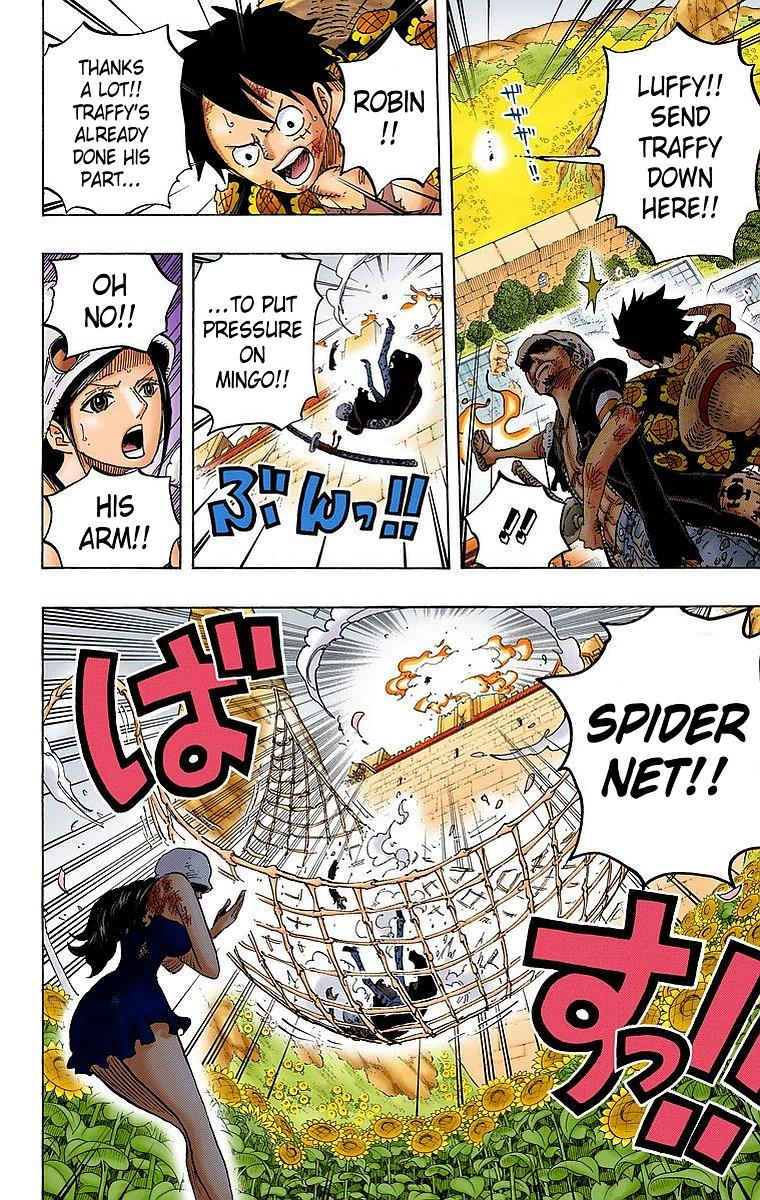 LUFFY!!
SEND
TRAFFY
DOWN
HERE!!
!!
ROBIN
!!
THANKS
A LOT!!
TRAFFY'S
ALREADY
DONE HIS
PART...
...TO PUT
PRESSURE
ON
MINGO!!
ぶんっ!!
OH
NO!!
HIS
ARM!!
SPIDER
NET!!
ばすっ!!